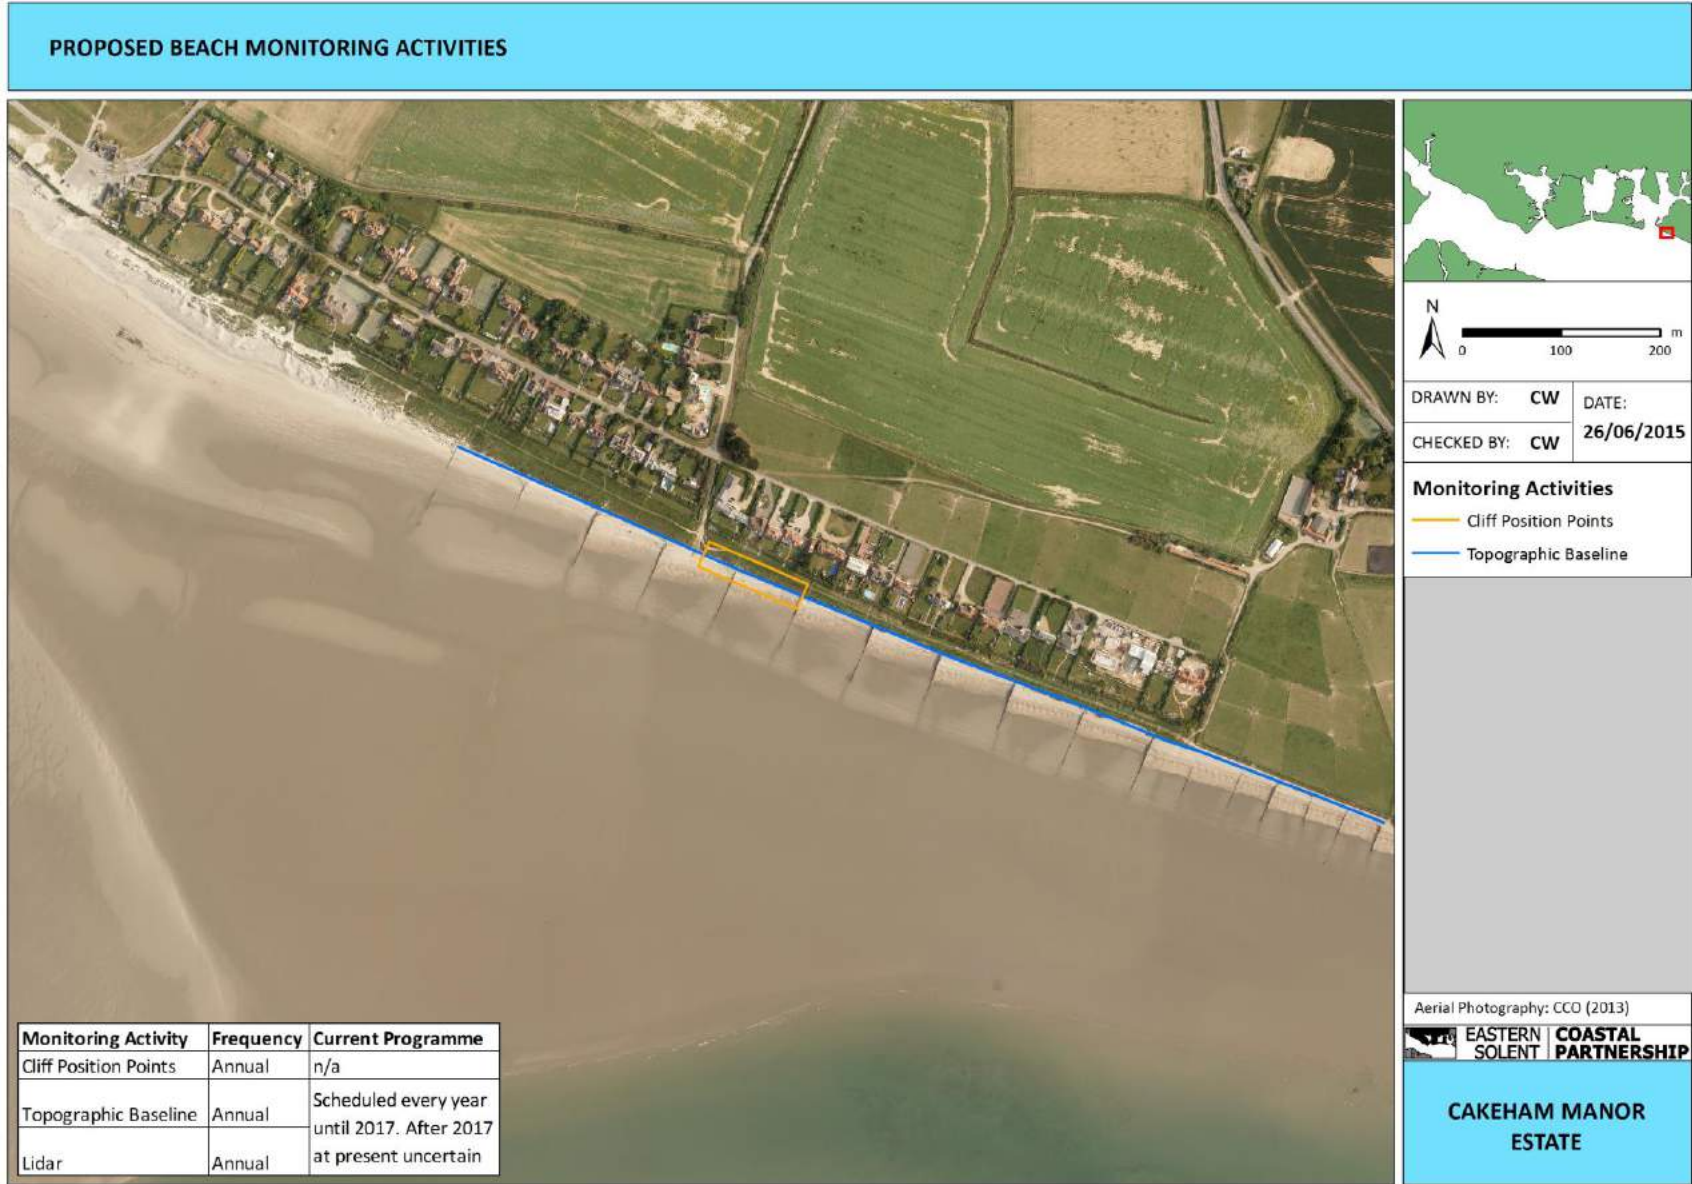 PROPOSED BEACH MONITORING ACTIVITIES
N
m
0 100 200
DRAWN BY: CW
CHECKED BY: CW
DATE:
26/06/2015
Monitoring Activities
Cliff Position Points
Topographic Baseline
Monitoring Activity Frequency Current Programme
Cliff Position Points Annual n/a
Topographic Baseline Annual Scheduled every year
until 2017. After 2017
Lidar Annual at present uncertain
Aerial Photography: CCO (2013)
EASTERN SOLENT
COASTAL PARTNERSHIP
CAKEHAM MANOR
ESTATE